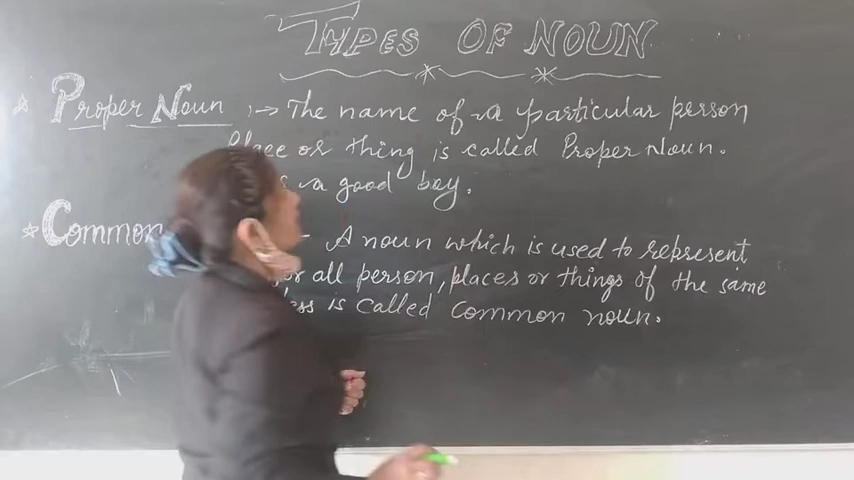 TYPES OF NOUN
* Proper Noun :→ The name of a particular person
Place or thing is called Proper Noun.
a good boy.
* Common - A noun which is used to represent
for all person, places or things of the same
is called common noun.